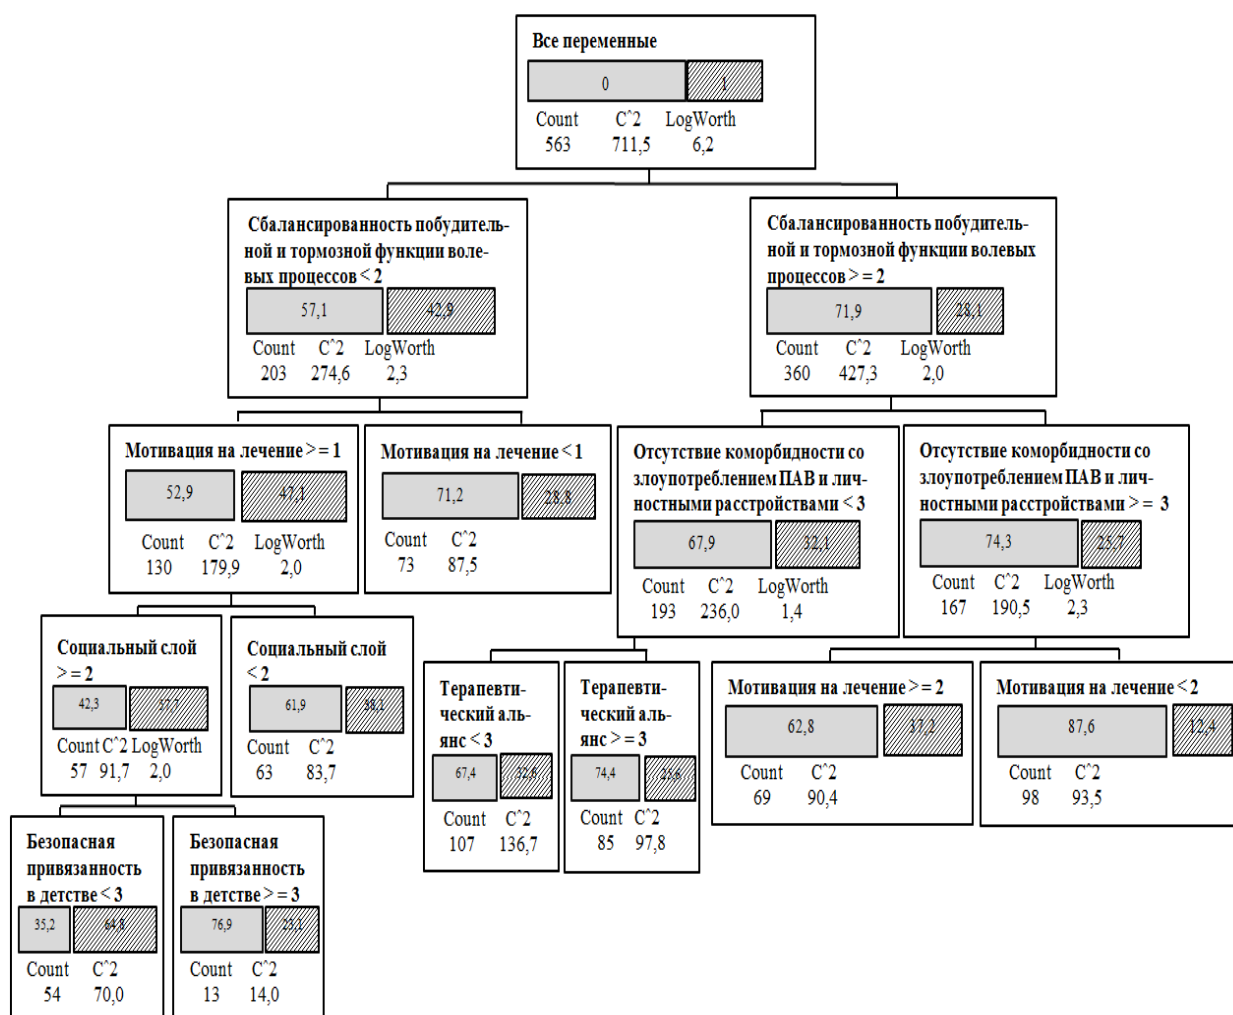 Все переменные
0 1
Count C^2 LogWorth
563 711,5 6,2
Сбалансированность побудитель-
ной и тормозной функции воле-
вых процессов < 2
57,1 42,9
Count C^2 LogWorth
203 274,6 2,3
Сбалансированность побудитель-
ной и тормозной функции волевых
процессов > = 2
71,9 28,1
Count C^2 LogWorth
360 427,3 2,0
Мотивация на лечение > = 1
52,9 47,1
Count C^2 LogWorth
130 179,9 2,0
Мотивация на лечение < 1
71,2 28,8
Count C^2
73 87,5
Отсутствие коморбидности со
злоупотреблением ПАВ и лич-
ностными расстройствами < 3
67,9 32,1
Count C^2 LogWorth
193 236,0 1,4
Отсутствие коморбидности со
злоупотреблением ПАВ и лич-
ностными расстройствами > = 3
74,3 25,7
Count C^2 LogWorth
167 190,5 2,3
Социальный слой
> = 2
42,3 57,7
Count C^2 LogWorth
57 91,7 2,0
Социальный слой
< 2
61,9 38,1
Count C^2
63 83,7
Терапевти-
ческий аль-
янс < 3
67,4 32,6
Count C^2
107 136,7
Терапевти-
ческий аль-
янс > = 3
74,4 25,6
Count C^2
85 97,8
Мотивация на лечение > = 2
62,8 37,2
Count C^2
69 90,4
Мотивация на лечение < 2
87,6 12,4
Count C^2
98 93,5
Безопасная
привязанность
в детстве < 3
35,2 64,8
Count C^2
54 70,0
Безопасная
привязанность
в детстве > = 3
76,9 23,1
Count C^2
13 14,0